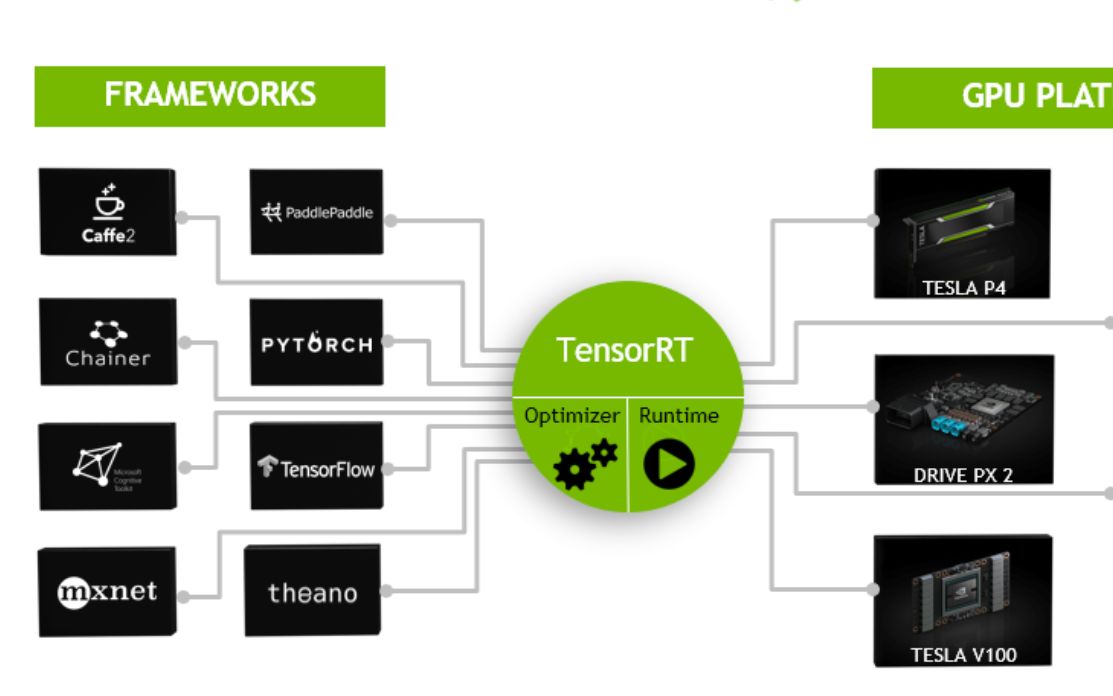 FRAMEWORKS
GPU PLAT
Caffe2
PaddlePaddle
TESLA
TESLA P4
Chainer
PYTORCH
TensorRT
Optimizer
Runtime
Microsoft
Cognitive
Toolkit
TensorFlow
DRIVE PX 2
mxnet
theano
TESLA V100